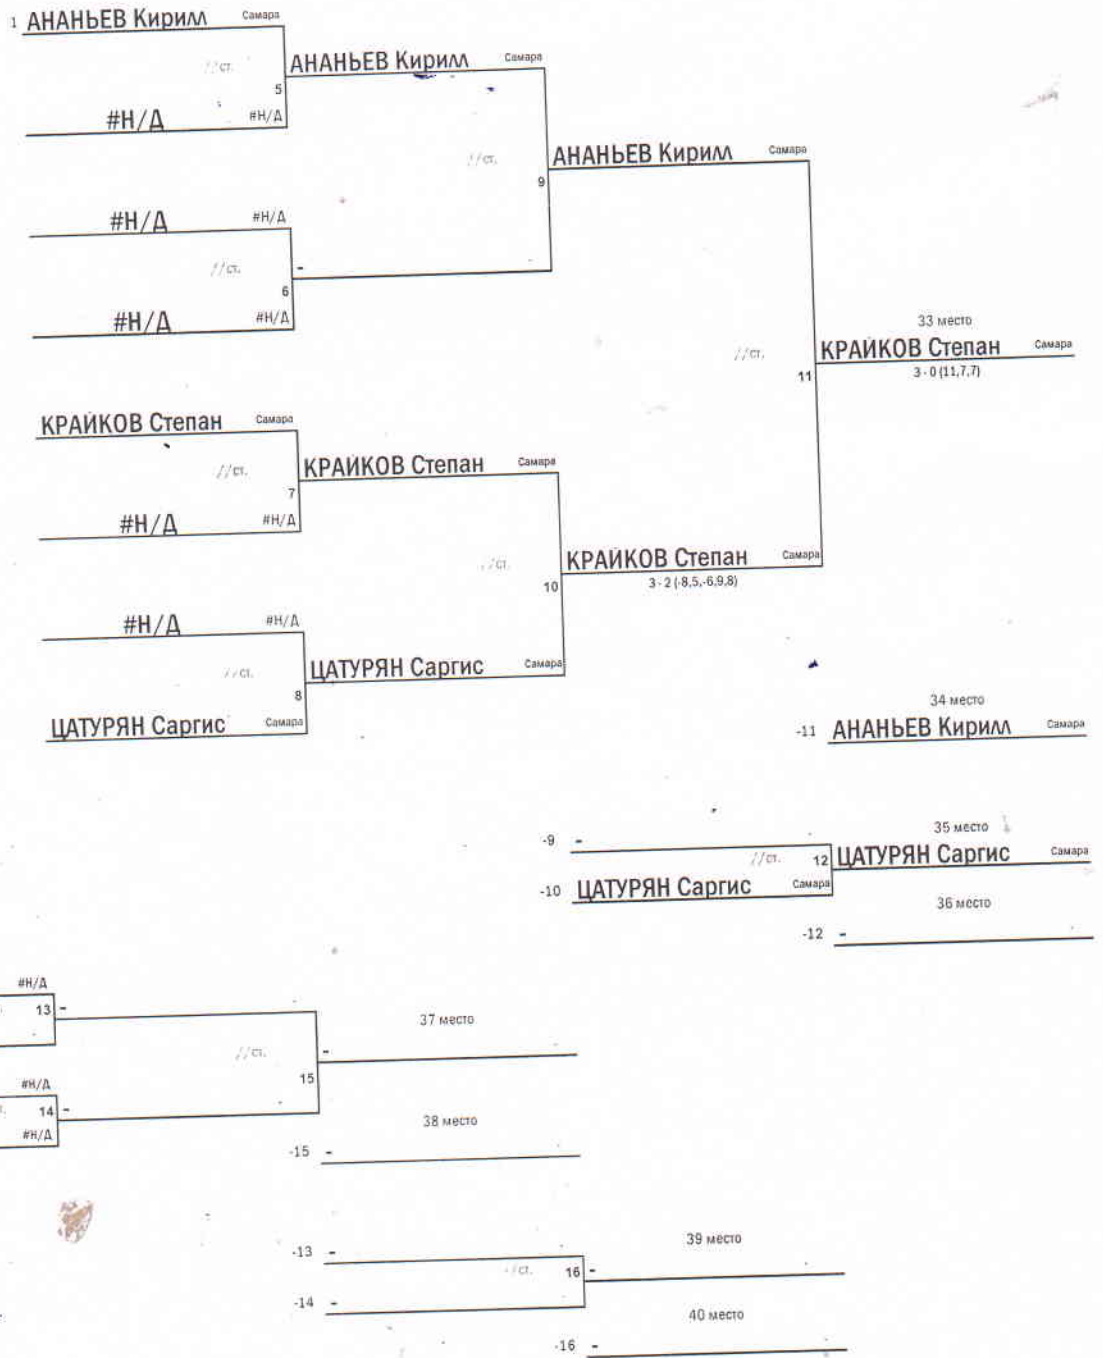 1 АНАНЬЕВ Кирилл Самара
//ст. АНАНЬЕВ Кирилл Самара
5
#Н/Д #Н/Д
//ст. АНАНЬЕВ Кирилл Самара
9
#Н/Д #Н/Д
//ст. -
6
#Н/Д #Н/Д
33 место
//ст. КРАЙКОВ Степан Самара
11 3 - 0 (11,7,7)
КРАЙКОВ Степан Самара
//ст. КРАЙКОВ Степан Самара
7
#Н/Д #Н/Д
//ст. КРАЙКОВ Степан Самара
10 3 - 2 (-8,5,-6,9,8)
#Н/Д #Н/Д
//ст. ЦАТУРЯН Саргис Самара
8
ЦАТУРЯН Саргис Самара
34 место
-11 АНАНЬЕВ Кирилл Самара
35 место
-9 -
//ст. 12 ЦАТУРЯН Саргис Самара
-10 ЦАТУРЯН Саргис Самара
36 место
-12 -
#Н/Д
13 -
37 место
//ст. -
15
#Н/Д
14 -
#Н/Д
38 место
-15 -
39 место
-13 -
//ст. 16 -
-14 -
40 место
-16 -